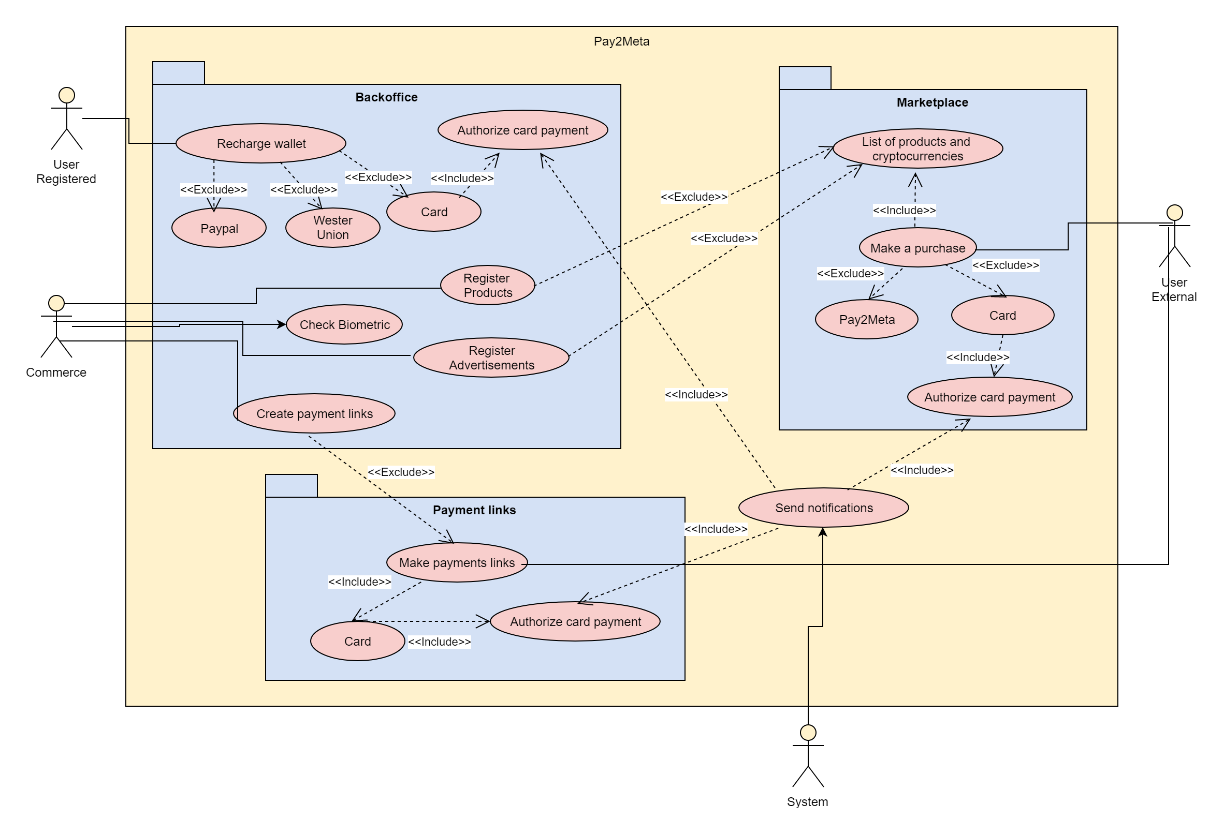 Pay2Meta
Backoffice
Marketplace
User
Registered
Recharge wallet
Authorize card payment
<<Exclude>>
<<Exclude>>
<<Exclude>>
<<Include>>
Paypal
Wester
Union
Card
List of products and
cryptocurrencies
<<Exclude>>
<<Exclude>>
<<Include>>
Make a purchase
<<Exclude>>
<<Exclude>>
Pay2Meta
Card
<<Include>>
Authorize card payment
User
External
Commerce
Register
Products
Check Biometric
Register
Advertisements
Create payment links
<<Include>>
<<Exclude>>
<<Include>>
Send notifications
<<Include>>
Payment links
Make payments links
<<Include>>
Authorize card payment
Card
<<Include>>
System